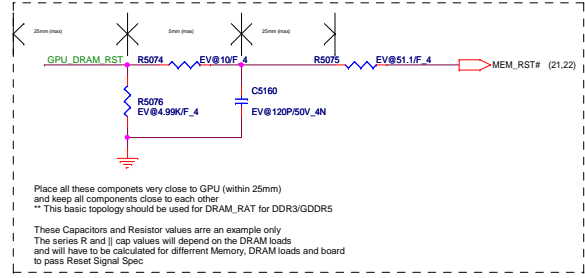 25mm (max) 5mm (max) 25mm (max)
GPU_DRAM_RST R5074 EV@10/F_4 R5075 EV@51.1/F_4 MEM_RST# (21,22)
R5076
EV@4.99K/F_4
C5160
EV@120P/50V_4N
Place all these componets very close to GPU (within 25mm)
and keep all components close to each other
** This basic topology should be used for DRAM_RAT for DDR3/GDDR5
These Capacitors and Resistor values arre an example only
The series R and || cap values will depend on the DRAM loads
and will have to be calculated for differrent Memory, DRAM loads and board
to pass Reset Signal Spec